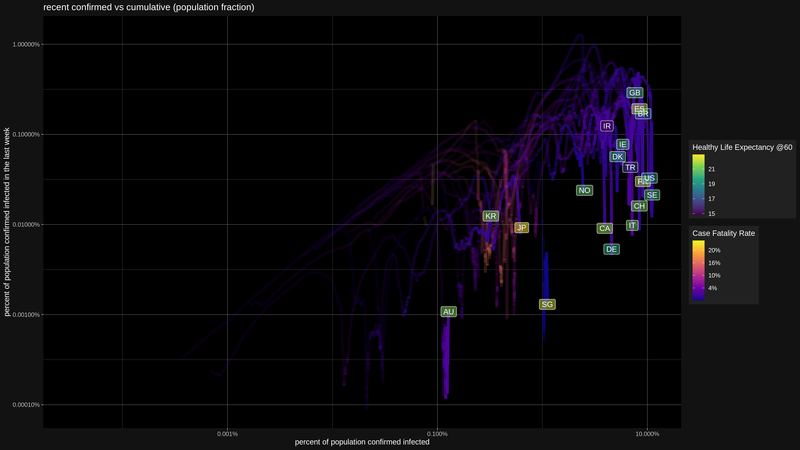 recent confirmed vs cumulative (population fraction)
percent of population confirmed infected in the last week
1.00000%
0.10000%
0.01000%
0.00100%
0.00010%
GB
ES
BR
IR
IE
DK
TR
US
NO
SE
CH
KR
JP
CA
IT
DE
SG
AU
0.001%
0.100%
10.000%
percent of population confirmed infected
Healthy Life Expectancy @60
21
19
17
15
Case Fatality Rate
20%
16%
10%
4%